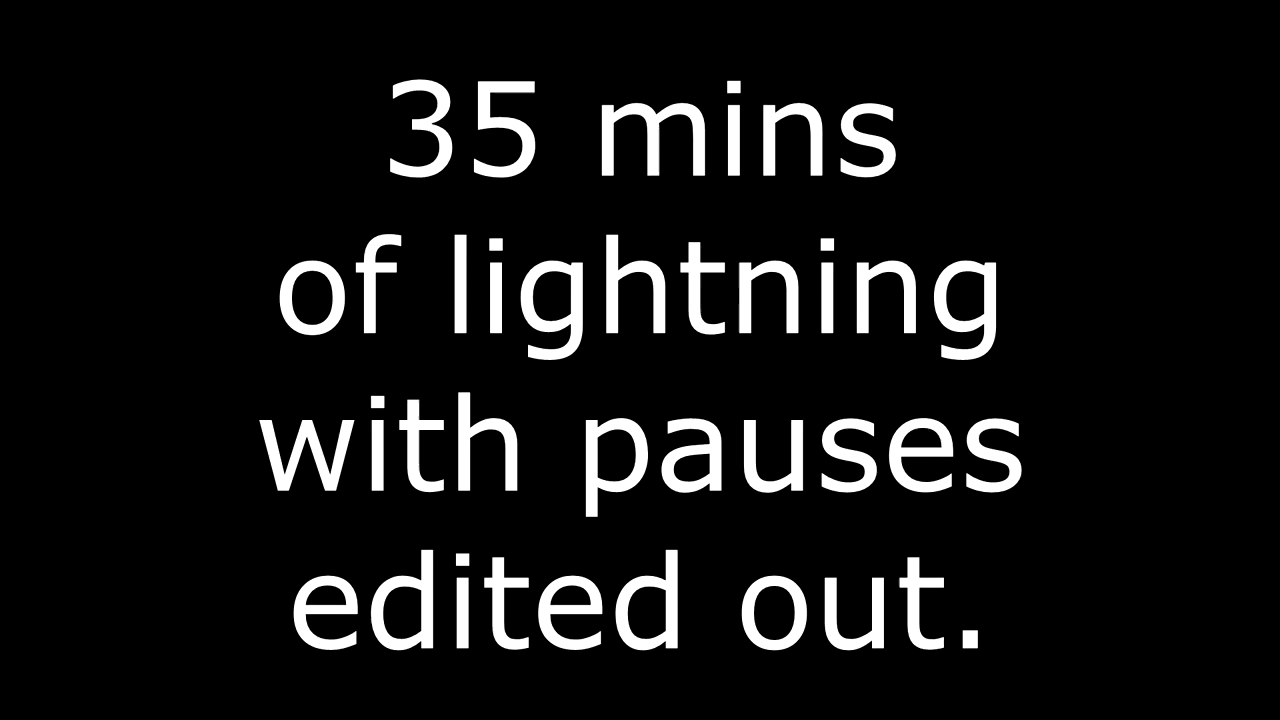 35 mins
of lightning
with pauses
edited out.